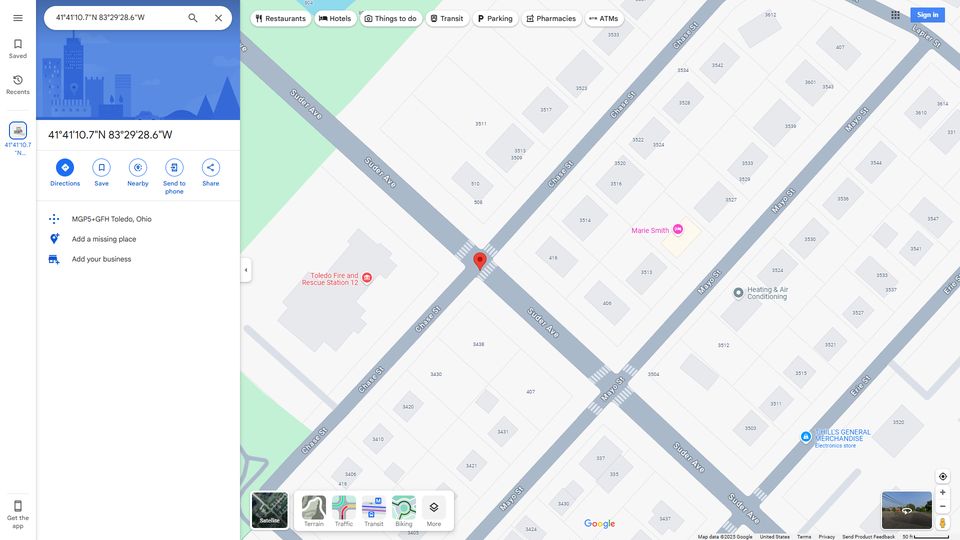 41°41'10.7"N 83°29'28.6"W
Restaurants
Hotels
Things to do
Transit
Parking
Pharmacies
ATMs
Sign in
Saved
Recents
41°41'10.7
"N...
41°41'10.7"N 83°29'28.6"W
Directions
Save
Nearby
Send to
phone
Share
MGP5+GFH Toledo, Ohio
Add a missing place
Add your business
Get the
app
804
3533
3612
407
Lapier St
Chase St
3534
3542
3523
3601
3543
3610
Suder Ave
3517
Chase St
3528
Mayo St
331
3511
3539
3524
3513
3509
3532
Suder Ave
Chase St
3520
3522
3533
3544
510
3516
3529
508
3527
Mayo St
3547
3514
Marie Smith
3530
416
3513
Mayo St
3524
3533
3537
Toledo Fire and
Rescue Station 12
Heating & Air
Conditioning
Erie St
406
3527
Chase St
Suder Ave
3438
3512
3521
3430
3504
3515
Chase St
407
Mayo St
Erie St
3420
3511
3431
3503
3520
Chase St
3410
T HILL'S GENERAL
MERCHANDISE
Electronics store
3421
337
335
Suder Ave
3406
418
Mayo St
3430
3437
3424
3405
Satellite
Terrain
Traffic
Transit
Biking
More
Google
Map data ©2025 Google
United States
Terms
Privacy
Send Product Feedback
50 ft